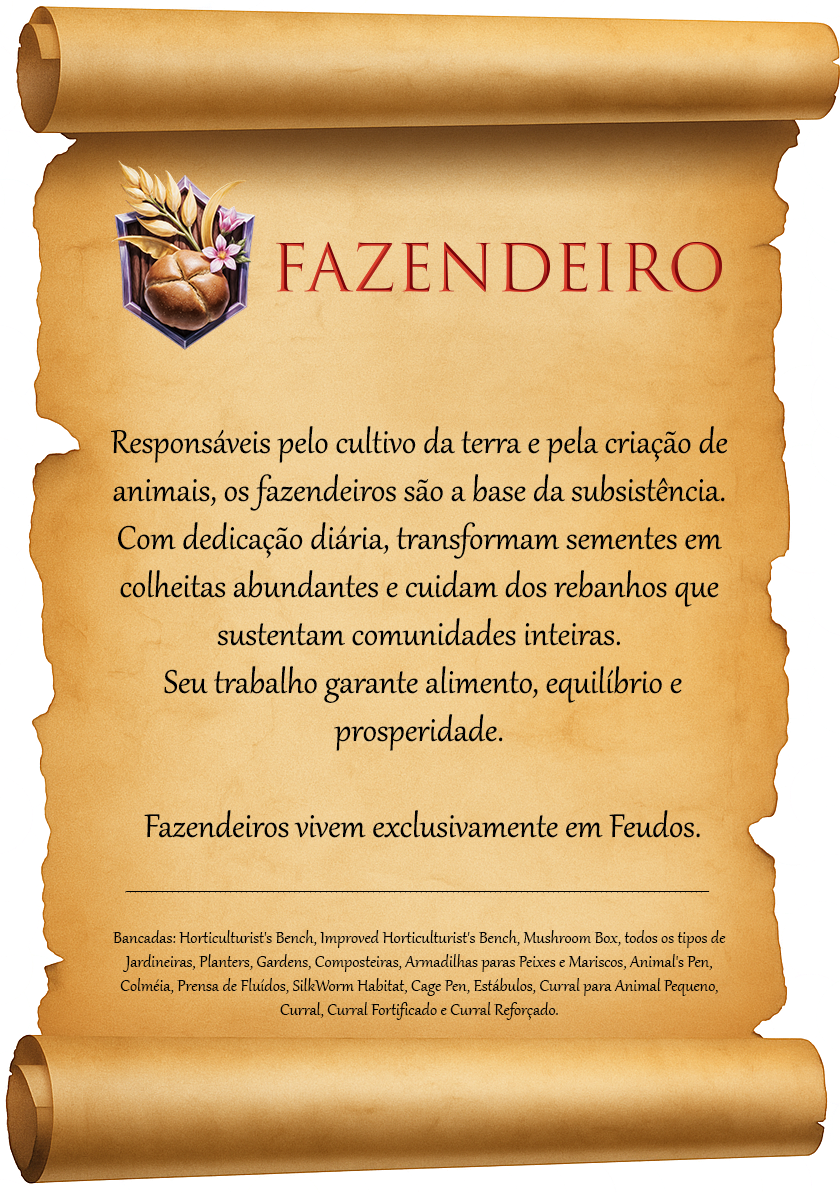 FAZENDEIRO
Responsáveis pelo cultivo da terra e pela criação de
animais, os fazendeiros são a base da subsistência.
Com dedicação diária, transformam sementes em
colheitas abundantes e cuidam dos rebanhos que
sustentam comunidades inteiras.
Seu trabalho garante alimento, equilíbrio e
prosperidade.
Fazendeiros vivem exclusivamente em Feudos.
Bancadas: Horticulturist's Bench, Improved Horticulturist's Bench, Mushroom Box, todos os tipos de
Jardineiras, Planters, Gardens, Composteiras, Armadilhas paras Peixes e Mariscos, Animal's Pen,
Colméia, Prensa de Fluídos, SilkWorm Habitat, Cage Pen, Estábulos, Curral para Animal Pequeno,
Curral, Curral Fortificado e Curral Reforçado.